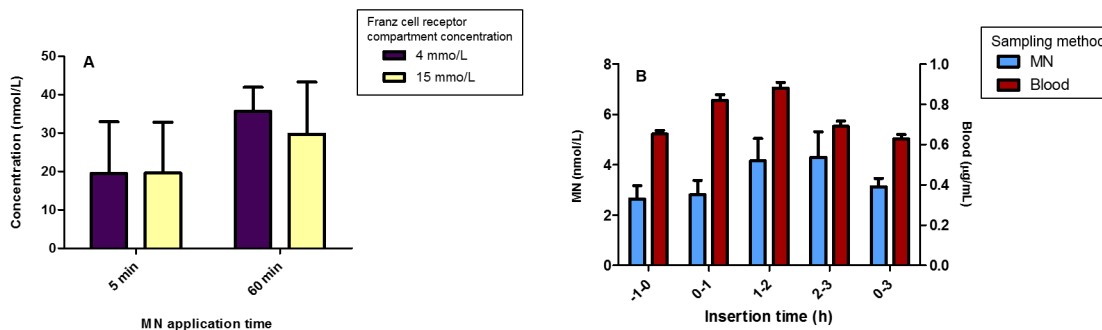 Franz cell receptor
compartment concentration
4 mmo/L
15 mmo/L
A
Concentration (nmol/L)
50
40
30
20
10
0
5 min
60 min
MN application time
Sampling method
MN
Blood
B
MN (nmol/L)
8
6
4
2
0
Blood (µg/mL)
1.0
0.8
0.6
0.4
0.2
0.0
-1-0
0-1
1-2
2-3
0-3
Insertion time (h)